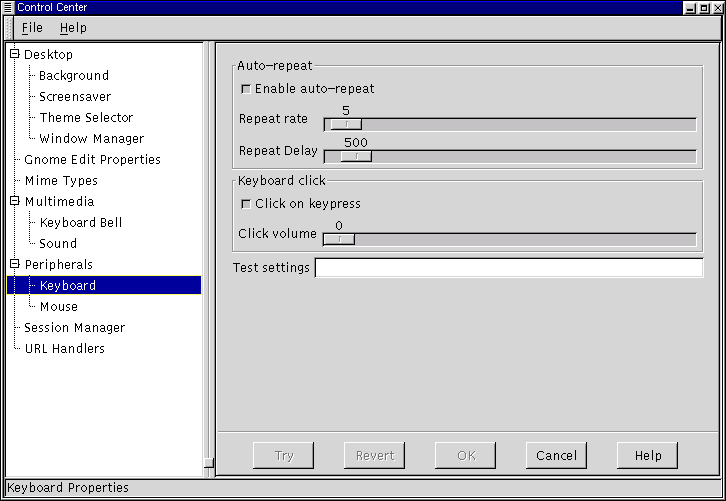 Control Center
File Help
Desktop
Background
Screensaver
Theme Selector
Window Manager
Gnome Edit Properties
Mime Types
Multimedia
Keyboard Bell
Sound
Peripherals
Keyboard
Mouse
Session Manager
URL Handlers
Auto-repeat
Enable auto-repeat
5
Repeat rate
500
Repeat Delay
Keyboard click
Click on keypress
0
Click volume
Test settings
Try Revert OK Cancel Help
Keyboard Properties